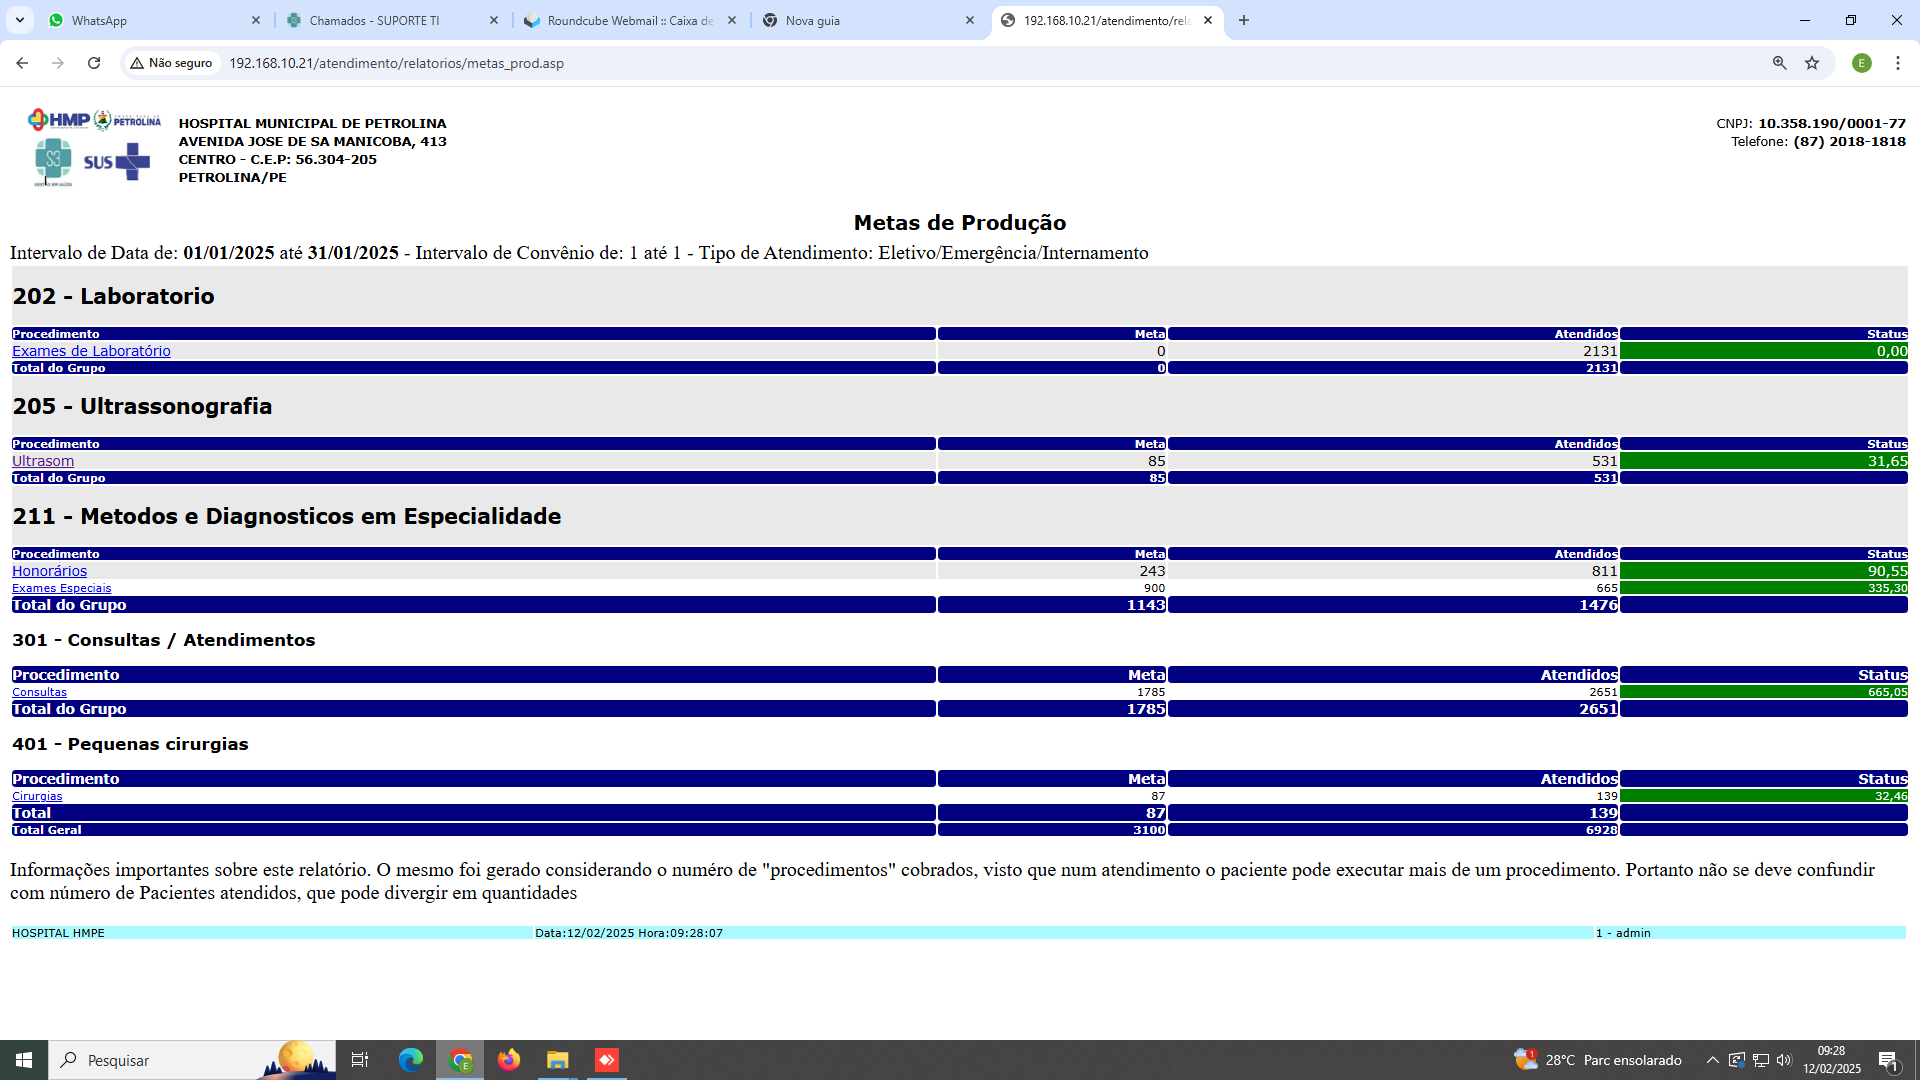 WhatsApp
Chamados - SUPORTE TI
Roundcube Webmail :: Caixa de
Nova guia
192.168.10.21/atendimento/rela
Não seguro
192.168.10.21/atendimento/relatorios/metas_prod.asp
E
HMP
PETROLINA
SUS
HOSPITAL MUNICIPAL DE PETROLINA
AVENIDA JOSE DE SA MANICOBA, 413
CENTRO - C.E.P: 56.304-205
PETROLINA/PE
CNPJ: 10.358.190/0001-77
Telefone: (87) 2018-1818
Metas de Produção
Intervalo de Data de: 01/01/2025 até 31/01/2025 - Intervalo de Convênio de: 1 até 1 - Tipo de Atendimento: Eletivo/Emergência/Internamento
202 - Laboratorio
Procedimento Meta Atendidos Status
Exames de Laboratório 0 2131 0,00
Total do Grupo 0 2131
205 - Ultrassonografia
Procedimento Meta Atendidos Status
Ultrasom 85 531 31,65
Total do Grupo 85 531
211 - Metodos e Diagnosticos em Especialidade
Procedimento Meta Atendidos Status
Honorários 243 811 90,55
Exames Especiais 900 665 335,30
Total do Grupo 1143 1476
301 - Consultas / Atendimentos
Procedimento Meta Atendidos Status
Consultas 1785 2651 665,05
Total do Grupo 1785 2651
401 - Pequenas cirurgias
Procedimento Meta Atendidos Status
Cirurgias 87 139 32,46
Total 87 139
Total Geral 3100 6928
Informações importantes sobre este relatório. O mesmo foi gerado considerando o numéro de "procedimentos" cobrados, visto que num atendimento o paciente pode executar mais de um procedimento. Portanto não se deve confundir
com número de Pacientes atendidos, que pode divergir em quantidades
HOSPITAL HMPE Data:12/02/2025 Hora:09:28:07 1 - admin
Pesquisar
E
1
28°C Parc ensolarado
09:28
12/02/2025
1